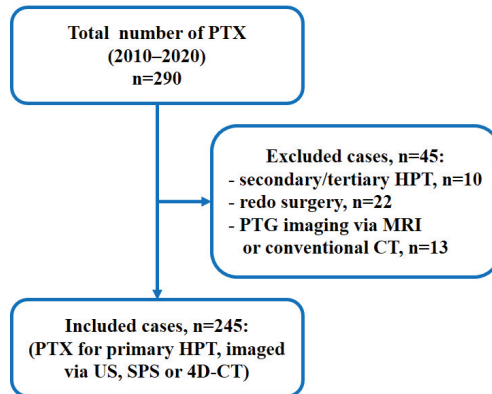 Total number of PTX
(2010–2020)
n=290
Excluded cases, n=45:
- secondary/tertiary HPT, n=10
- redo surgery, n=22
- PTG imaging via MRI
or conventional CT, n=13
Included cases, n=245:
(PTX for primary HPT, imaged
via US, SPS or 4D-CT)